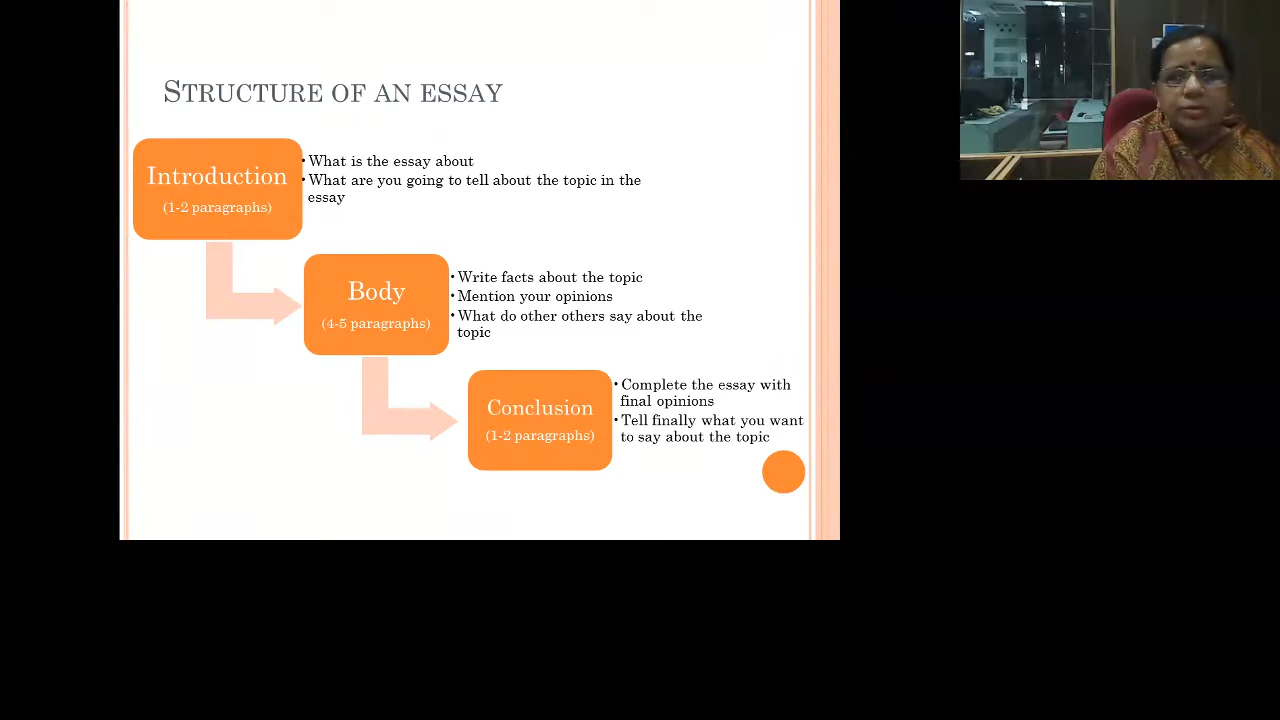 STRUCTURE OF AN ESSAY
Introduction
(1-2 paragraphs)
• What is the essay about
• What are you going to tell about the topic in the
essay
Body
(4-5 paragraphs)
• Write facts about the topic
• Mention your opinions
• What do other others say about the
topic
Conclusion
(1-2 paragraphs)
• Complete the essay with
final opinions
• Tell finally what you want
to say about the topic